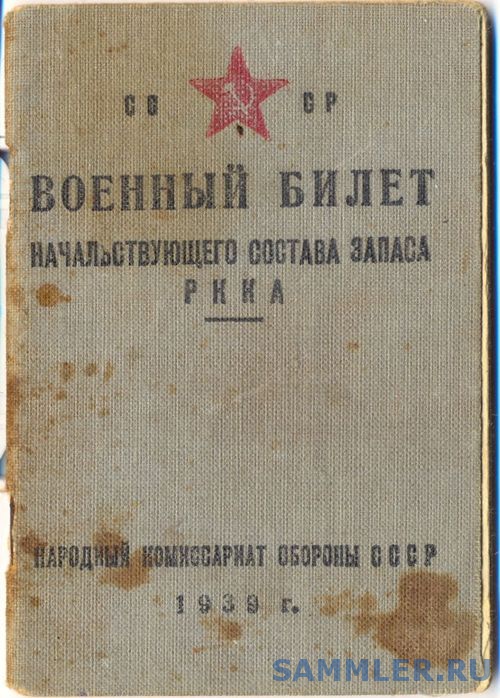 СС СР
ВОЕННЫЙ БИЛЕТ
НАЧАЛЬСТВУЮЩЕГО СОСТАВА ЗАПАСА
РККА
НАРОДНЫЙ КОМИССАРИАТ ОБОРОНЫ СССР
1939 г.
SAMMLER.RU